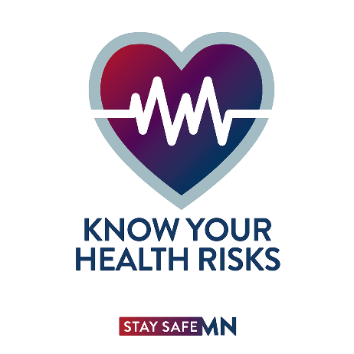 KNOW YOUR
HEALTH RISKS
STAY SAFE MN